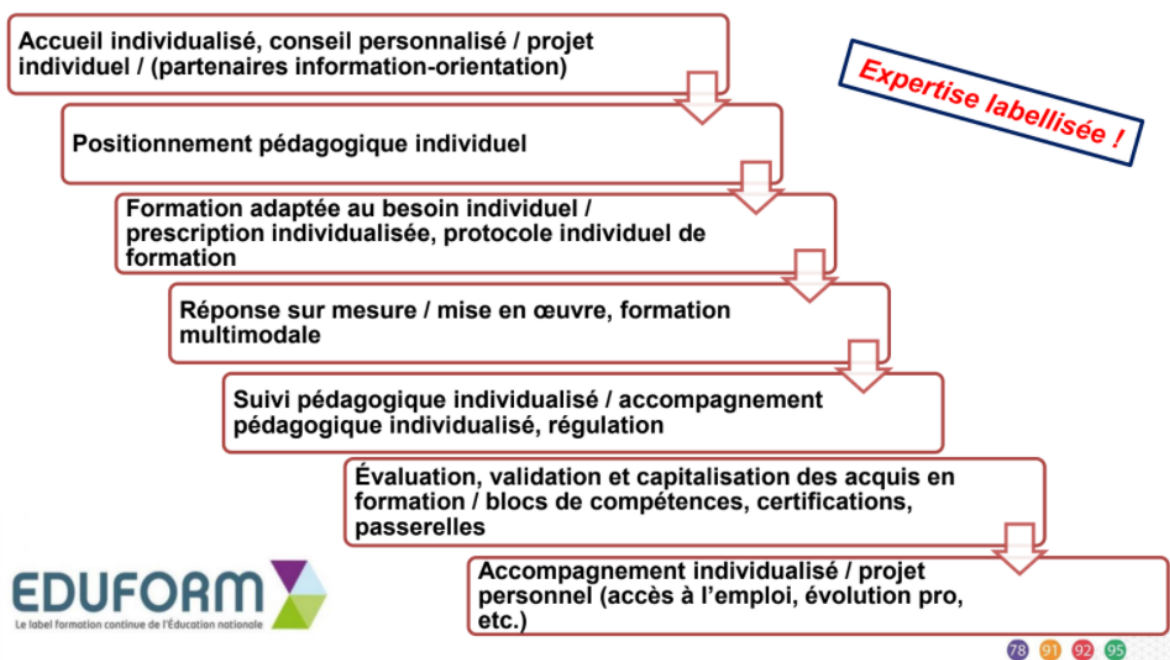 Accueil individualisé, conseil personnalisé / projet
individuel / (partenaires information-orientation)
Expertise labellisée !
Positionnement pédagogique individuel
Formation adaptée au besoin individuel /
prescription individualisée, protocole individuel de
formation
Réponse sur mesure / mise en œuvre, formation
multimodale
Suivi pédagogique individualisé / accompagnement
pédagogique individualisé, régulation
Évaluation, validation et capitalisation des acquis en
formation / blocs de compétences, certifications,
passerelles
Accompagnement individualisé / projet
personnel (accès à l'emploi, évolution pro,
etc.)
EDUFORM
Le label formation continue de l'Éducation nationale
78 91 92 95